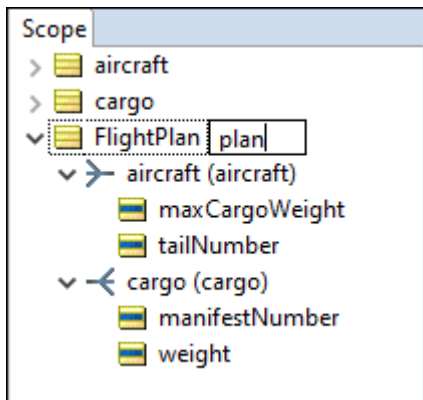 Scope
aircraft
cargo
FlightPlan plan
aircraft (aircraft)
maxCargoWeight
tailNumber
cargo (cargo)
manifestNumber
weight